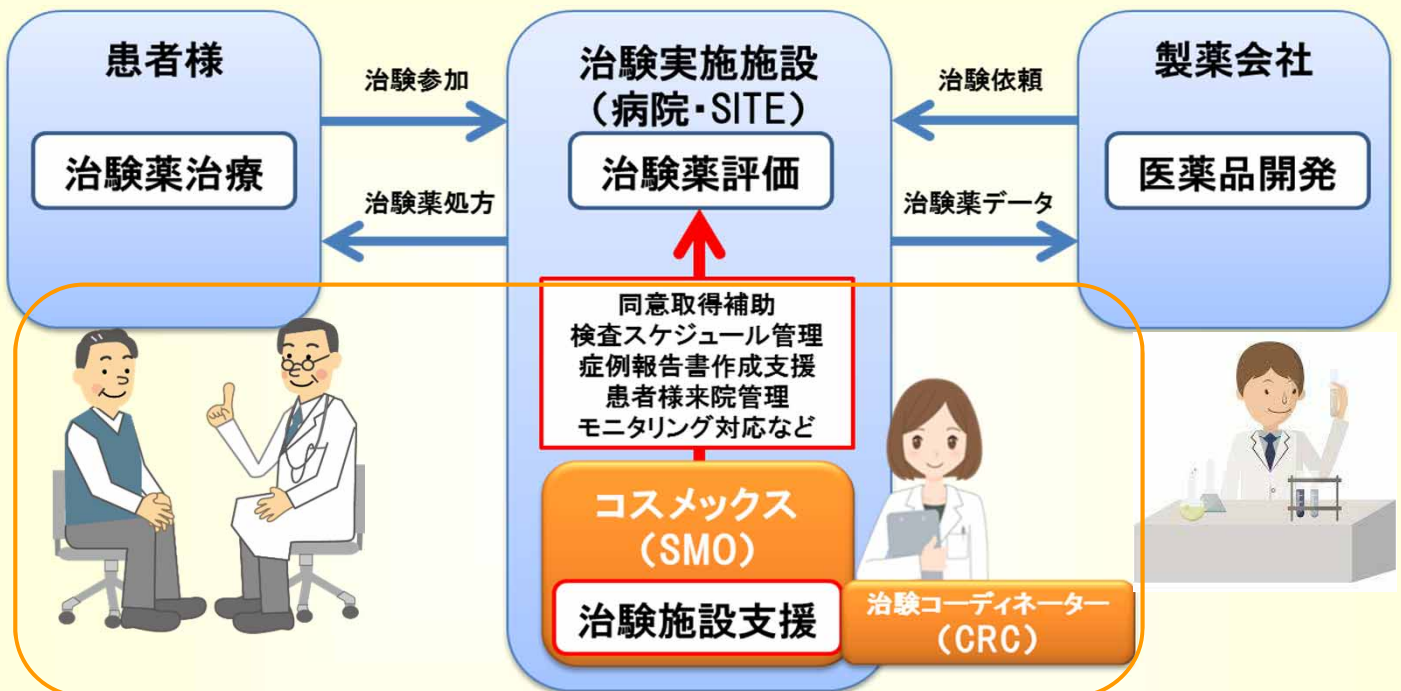 患者様
治験薬治療
治験参加
治験薬処方
治験実施施設
（病院・SITE）
治験薬評価
治験依頼
治験薬データ
製薬会社
医薬品開発
同意取得補助
検査スケジュール管理
症例報告書作成支援
患者様来院管理
モニタリング対応など
コスメックス
（SMO）
治験施設支援
治験コーディネーター
（CRC）